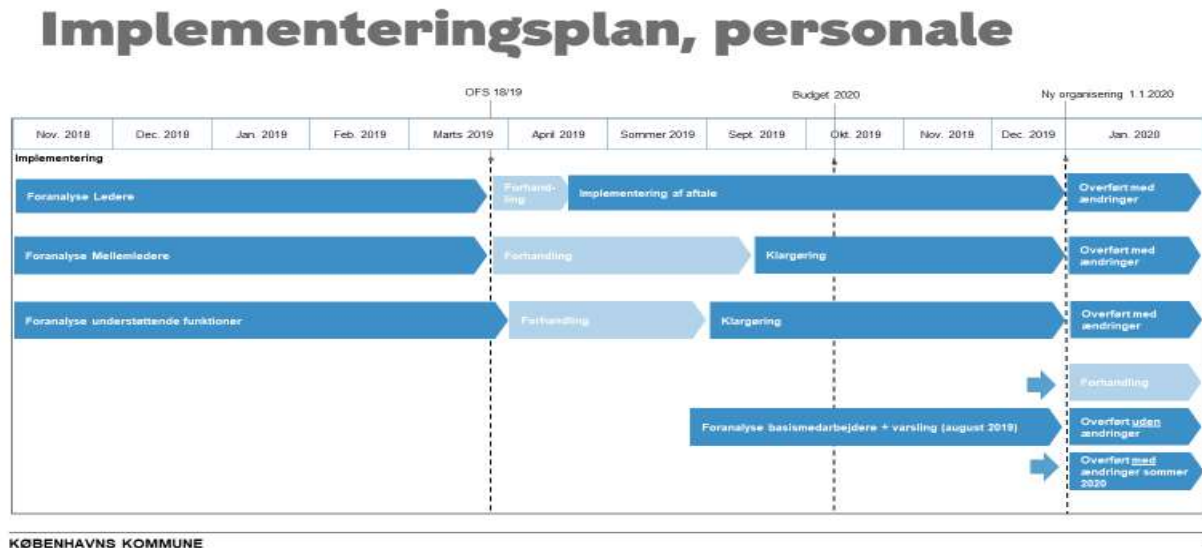 Implementeringsplan, personale
OFS 18/19
Budget 2020
Ny organisering 1.1.2020
Nov. 2018
Dec. 2018
Jan. 2019
Feb. 2019
Marts 2019
April 2019
Sommer 2019
Sept. 2019
Okt. 2019
Nov. 2019
Dec. 2019
Jan. 2020
Implementering
Foranalyse Ledere
Forhand-
ling
Implementering af aftale
Overført med
ændringer
Foranalyse Mellemledere
Forhandling
Klargøring
Overført med
ændringer
Foranalyse understøttende funktioner
Forhandling
Klargøring
Overført med
ændringer
Forhandling
Foranalyse basismedarbejdere + varsling (august 2019)
Overført uden
ændringer
Overført med
ændringer sommer
2020
KØBENHAVNS KOMMUNE